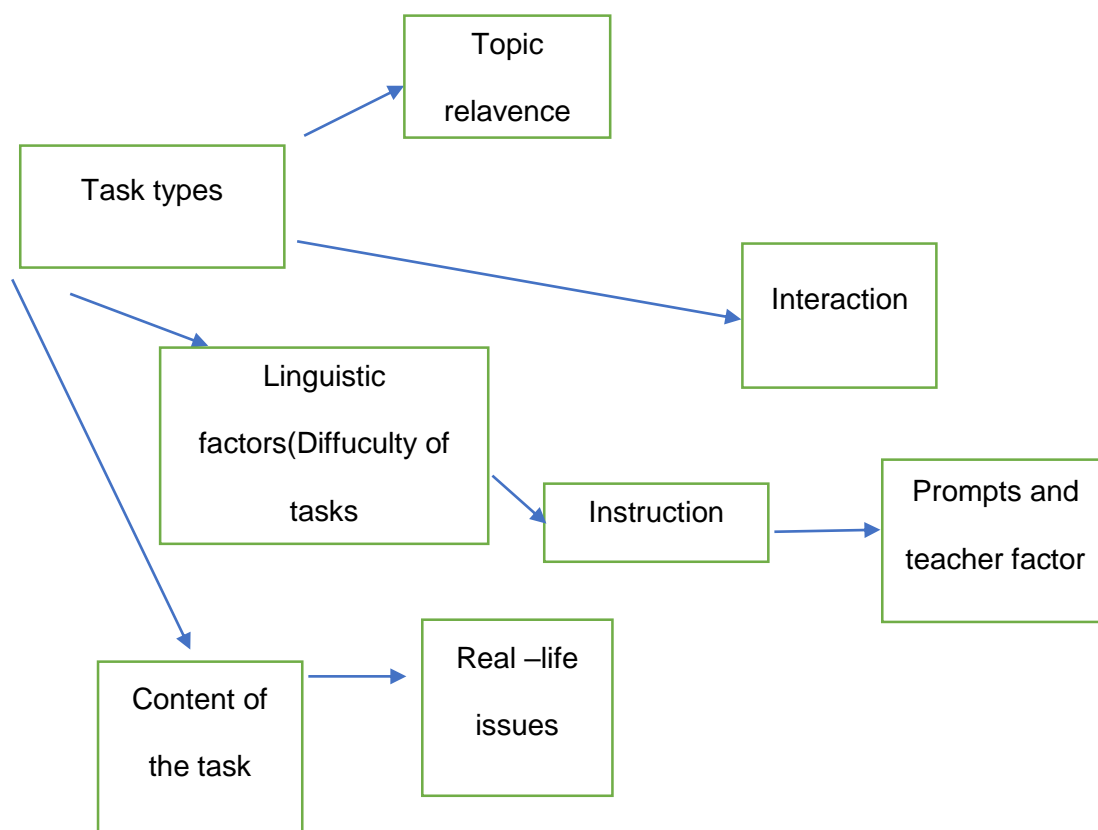 Topic
relavence
Task types
Interaction
Linguistic
factors(Diffuculty of
tasks
Instruction
Prompts and
teacher factor
Content of
the task
Real –life
issues